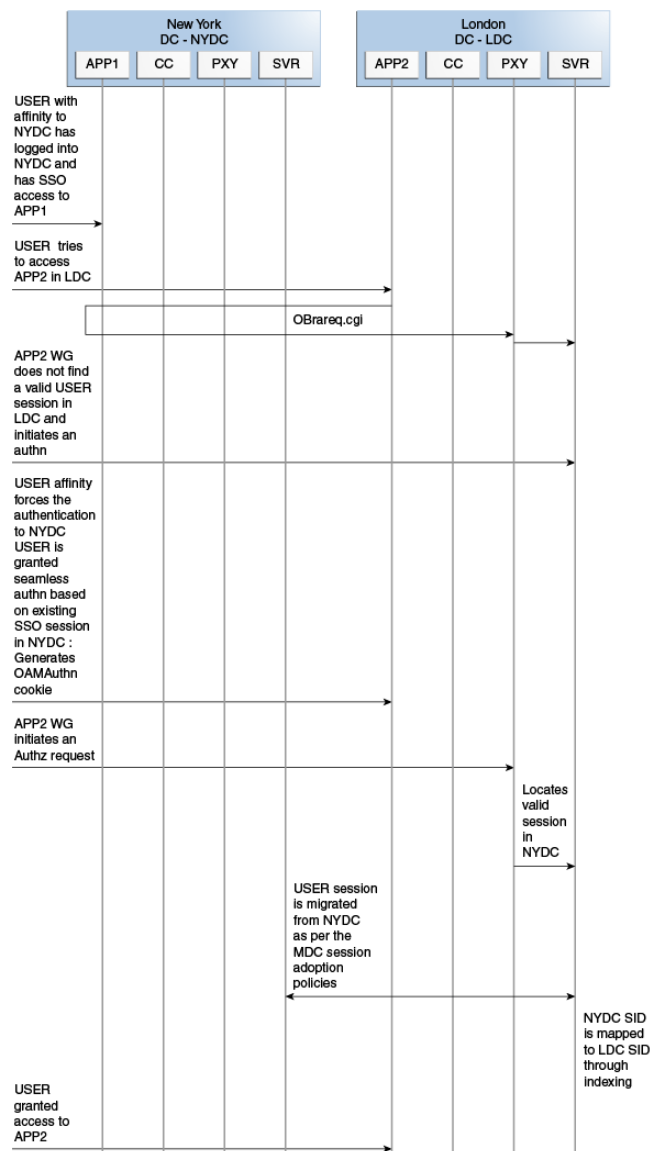 New York
DC - NYDC
London
DC - LDC
APP1
CC
PXY
SVR
APP2
CC
PXY
SVR
USER with
affinity to
NYDC has
logged into
NYDC and
has SSO
access to
APP1
USER tries
to access
APP2 in LDC
OBrareq.cgi
APP2 WG
does not find
a valid USER
session in
LDC and
initiates an
authn
USER affinity
forces the
authentication
to NYDC
USER is
granted
seamless
authn based
on existing
SSO session
in NYDC :
Generates
OAMAuthn
cookie
APP2 WG
initiates an
Authz request
Locates
valid
session
in
NYDC
USER session
is migrated
from NYDC
as per the
MDC session
adoption
policies
NYDC SID
is mapped
to LDC SID
through
indexing
USER
granted
access to
APP2